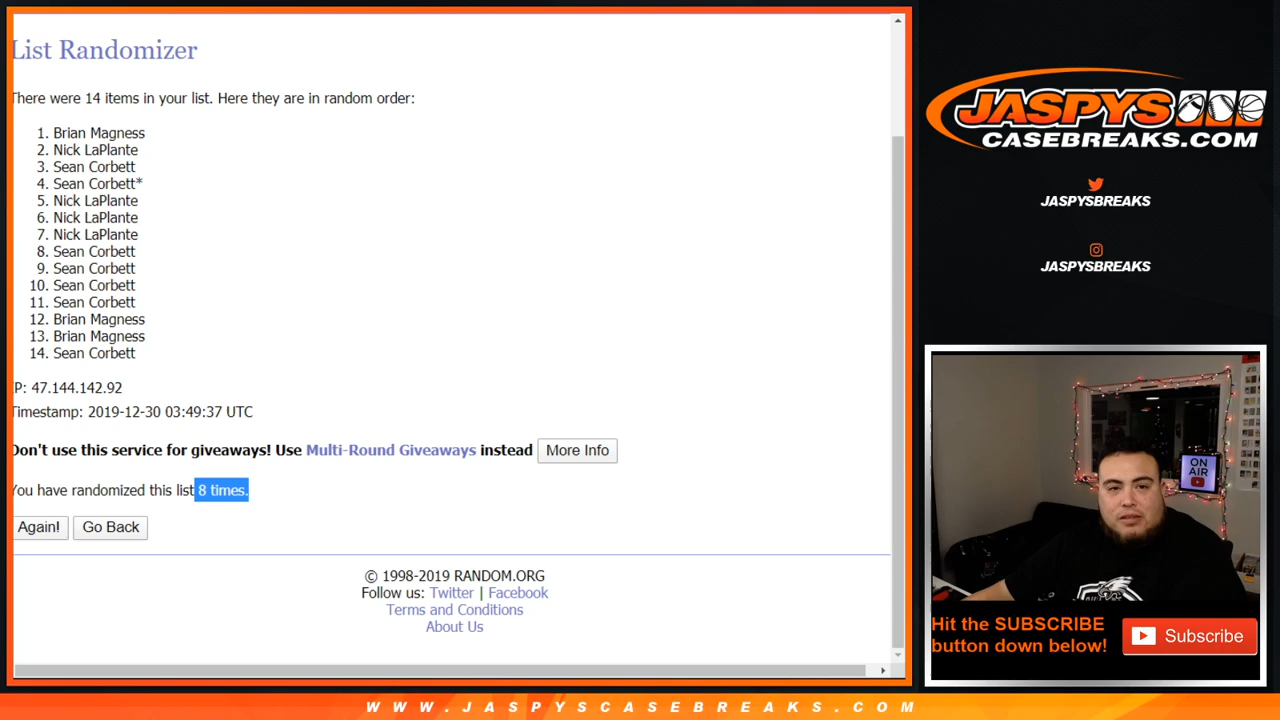 List Randomizer
There were 14 items in your list. Here they are in random order:
1. Brian Magness
2. Nick LaPlante
3. Sean Corbett
4. Sean Corbett*
5. Nick LaPlante
6. Nick LaPlante
7. Nick LaPlante
8. Sean Corbett
9. Sean Corbett
10. Sean Corbett
11. Sean Corbett
12. Brian Magness
13. Brian Magness
14. Sean Corbett
IP: 47.144.142.92
Timestamp: 2019-12-30 03:49:37 UTC
Don't use this service for giveaways! Use Multi-Round Giveaways instead More Info
You have randomized this list 8 times.
Again! Go Back
© 1998-2019 RANDOM.ORG
Follow us: Twitter | Facebook
Terms and Conditions
About Us
JASPYS
CASEBREAKS.COM
JASPYSBREAKS
JASPYSBREAKS
ON
AIR
Hit the SUBSCRIBE
button down below!
Subscribe
WWW.JASPYSCASEBREAKS.COM